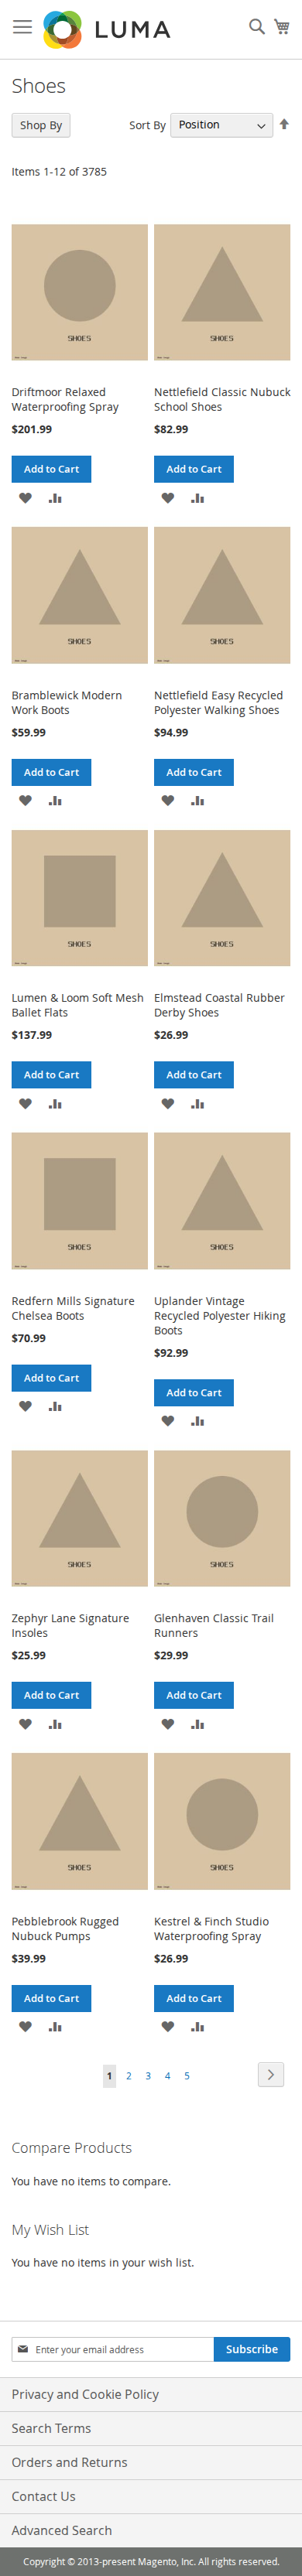 LUMA
Shoes
Shop By
Sort By Position
Items 1-12 of 3785
SHOES SHOES
Driftmoor Relaxed
Waterproofing Spray
$201.99
Add to Cart
Nettlefield Classic Nubuck
School Shoes
$82.99
Add to Cart
SHOES SHOES
Bramblewick Modern
Work Boots
$59.99
Add to Cart
Nettlefield Easy Recycled
Polyester Walking Shoes
$94.99
Add to Cart
SHOES SHOES
Lumen & Loom Soft Mesh
Ballet Flats
$137.99
Add to Cart
Elmstead Coastal Rubber
Derby Shoes
$26.99
Add to Cart
SHOES SHOES
Redfern Mills Signature
Chelsea Boots
$70.99
Add to Cart
Uplander Vintage
Recycled Polyester Hiking
Boots
$92.99
Add to Cart
SHOES SHOES
Zephyr Lane Signature
Insoles
$25.99
Add to Cart
Glenhaven Classic Trail
Runners
$29.99
Add to Cart
SHOES SHOES
Pebblebrook Rugged
Nubuck Pumps
$39.99
Add to Cart
Kestrel & Finch Studio
Waterproofing Spray
$26.99
Add to Cart
1 2 3 4 5
Compare Products
You have no items to compare.
My Wish List
You have no items in your wish list.
Enter your email address Subscribe
Privacy and Cookie Policy
Search Terms
Orders and Returns
Contact Us
Advanced Search
Copyright © 2013-present Magento, Inc. All rights reserved.